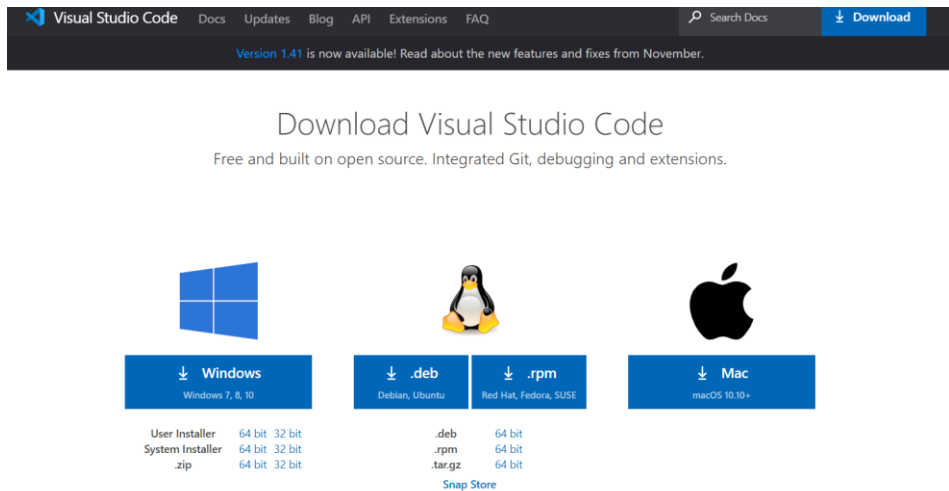 Visual Studio Code Docs Updates Blog API Extensions FAQ Search Docs Download
Version 1.41 is now available! Read about the new features and fixes from November.
Download Visual Studio Code
Free and built on open source. Integrated Git, debugging and extensions.
Windows
Windows 7, 8, 10
User Installer 64 bit 32 bit
System Installer 64 bit 32 bit
.zip 64 bit 32 bit
.deb
Debian, Ubuntu
.rpm
Red Hat, Fedora, SUSE
.deb 64 bit
.rpm 64 bit
.tar.gz 64 bit
Snap Store
Mac
macOS 10.10+